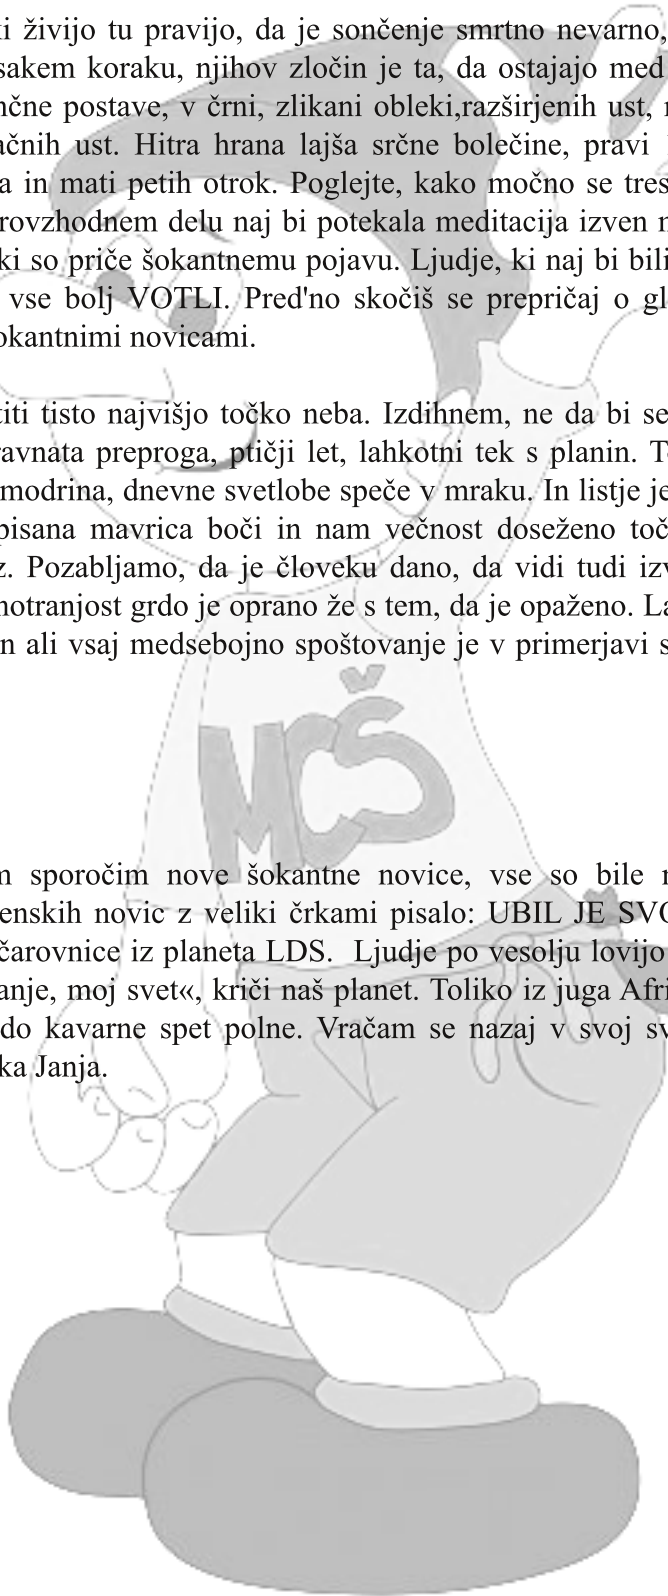 ki živijo tu pravijo, da je sončenje smrtno nevarno,
sakem koraku, njihov zločin je ta, da ostajajo med
nčne postave, v črni, zlikani obleki,razširjenih ust,
ačnih ust. Hitra hrana lajša srčne bolečine, pravi
a in mati petih otrok. Poglejte, kako močno se tres
rovzhodnem delu naj bi potekala meditacija izven
ki so priče šokantnemu pojavu. Ljudje, ki naj bi bili
vse bolj VOTLI. Pred'no skočiš se prepričaj o gl
okantnimi novicami.
titi tisto najvišjo točko neba. Izdihnem, ne da bi se
ravnata preproga, ptičji let, lahkotni tek s planin. T
modrina, dnevne svetlobe speče v mraku. In listje je
pisana mavrica boči in nam večnost doseženo toč
z. Pozabljamo, da je človeku dano, da vidi tudi izv
notranjost grdo je oprano že s tem, da je opaženo. La
n ali vsaj medsebojno spoštovanje je v primerjavi s
MCŠ
m sporočim nove šokantne novice, vse so bile
enskih novic z veliki črkami pisalo: UBIL JE SVO
čarovnice iz planeta LDS. Ljudje po vesolju lovijo
anje, moj svet«, kriči naš planet. Toliko iz juga Afri
do kavarne spet polne. Vračam se nazaj v svoj sv
ka Janja.